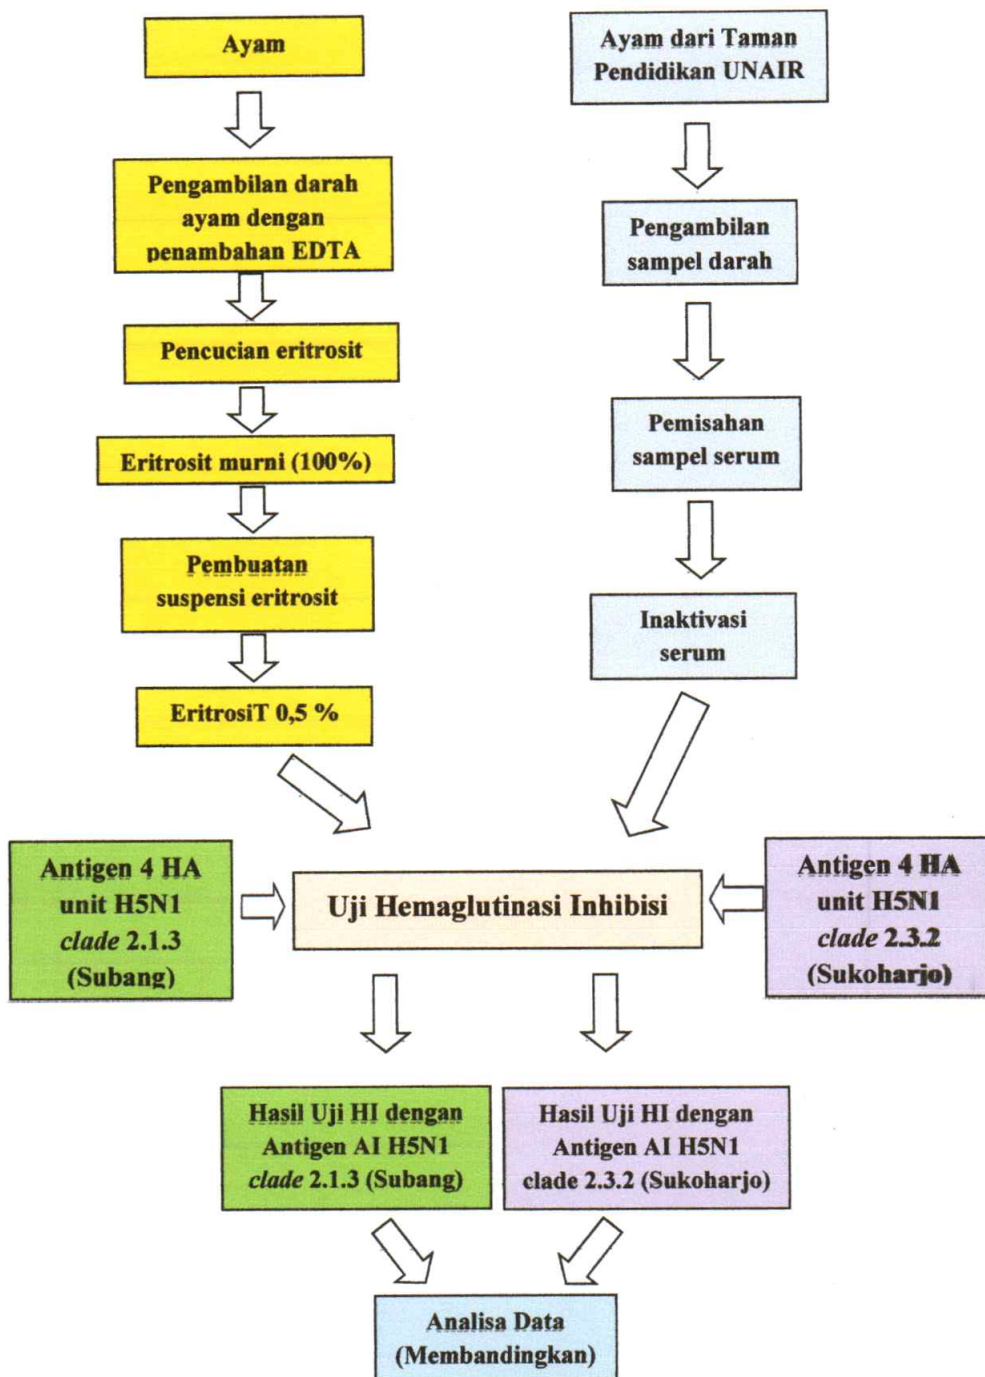 Ayam
Pengambilan darah
ayam dengan
penambahan EDTA
Pencucian eritrosit
Eritrosit murni (100%)
Pembuatan
suspensi eritrosit
EritrosiT 0,5 %
Ayam dari Taman
Pendidikan UNAIR
Pengambilan
sampel darah
Pemisahan
sampel serum
Inaktivasi
serum
Antigen 4 HA
unit H5N1
clade 2.1.3
(Subang)
Uji Hemaglutinasi Inhibisi
Antigen 4 HA
unit H5N1
clade 2.3.2
(Sukoharjo)
Hasil Uji HI dengan
Antigen AI H5N1
clade 2.1.3 (Subang)
Hasil Uji HI dengan
Antigen AI H5N1
clade 2.3.2 (Sukoharjo)
Analisa Data
(Membandingkan)